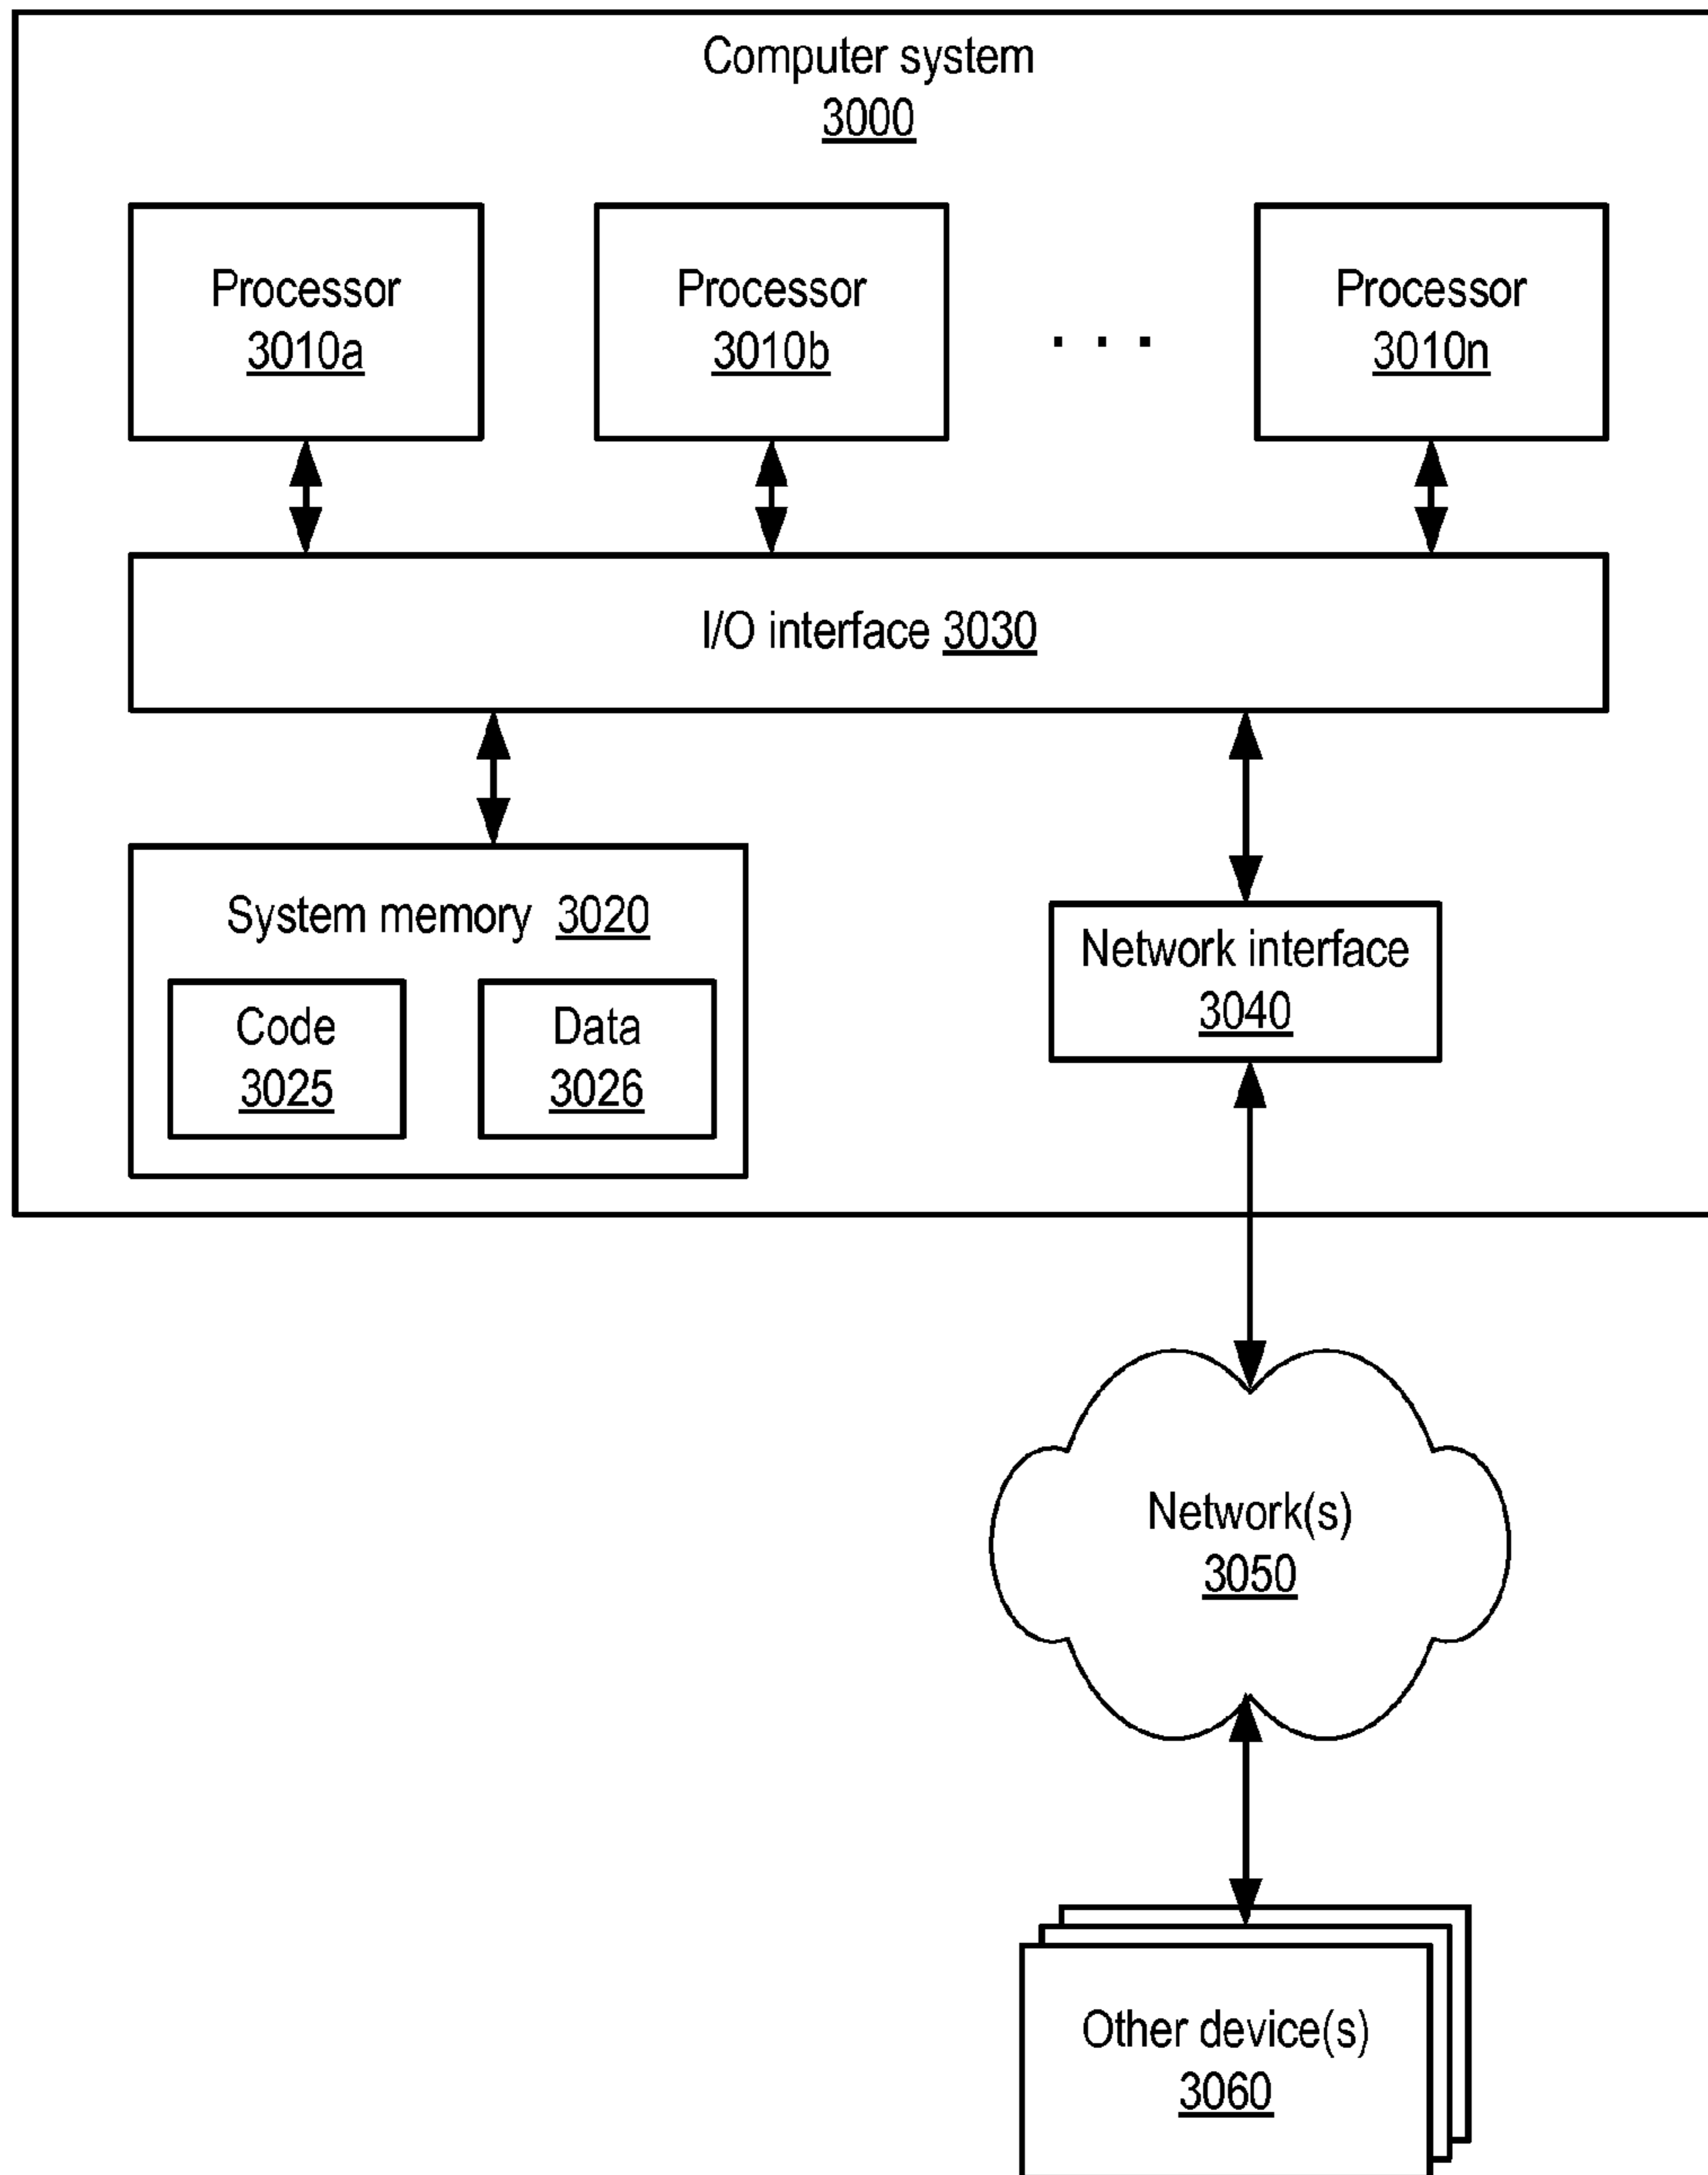 Computer system
3000
Processor
3010a
Processor
3010b
. . .
Processor
3010n
I/O interface 3030
System memory 3020
Code
3025
Data
3026
Network interface
3040
Network(s)
3050
Other device(s)
3060